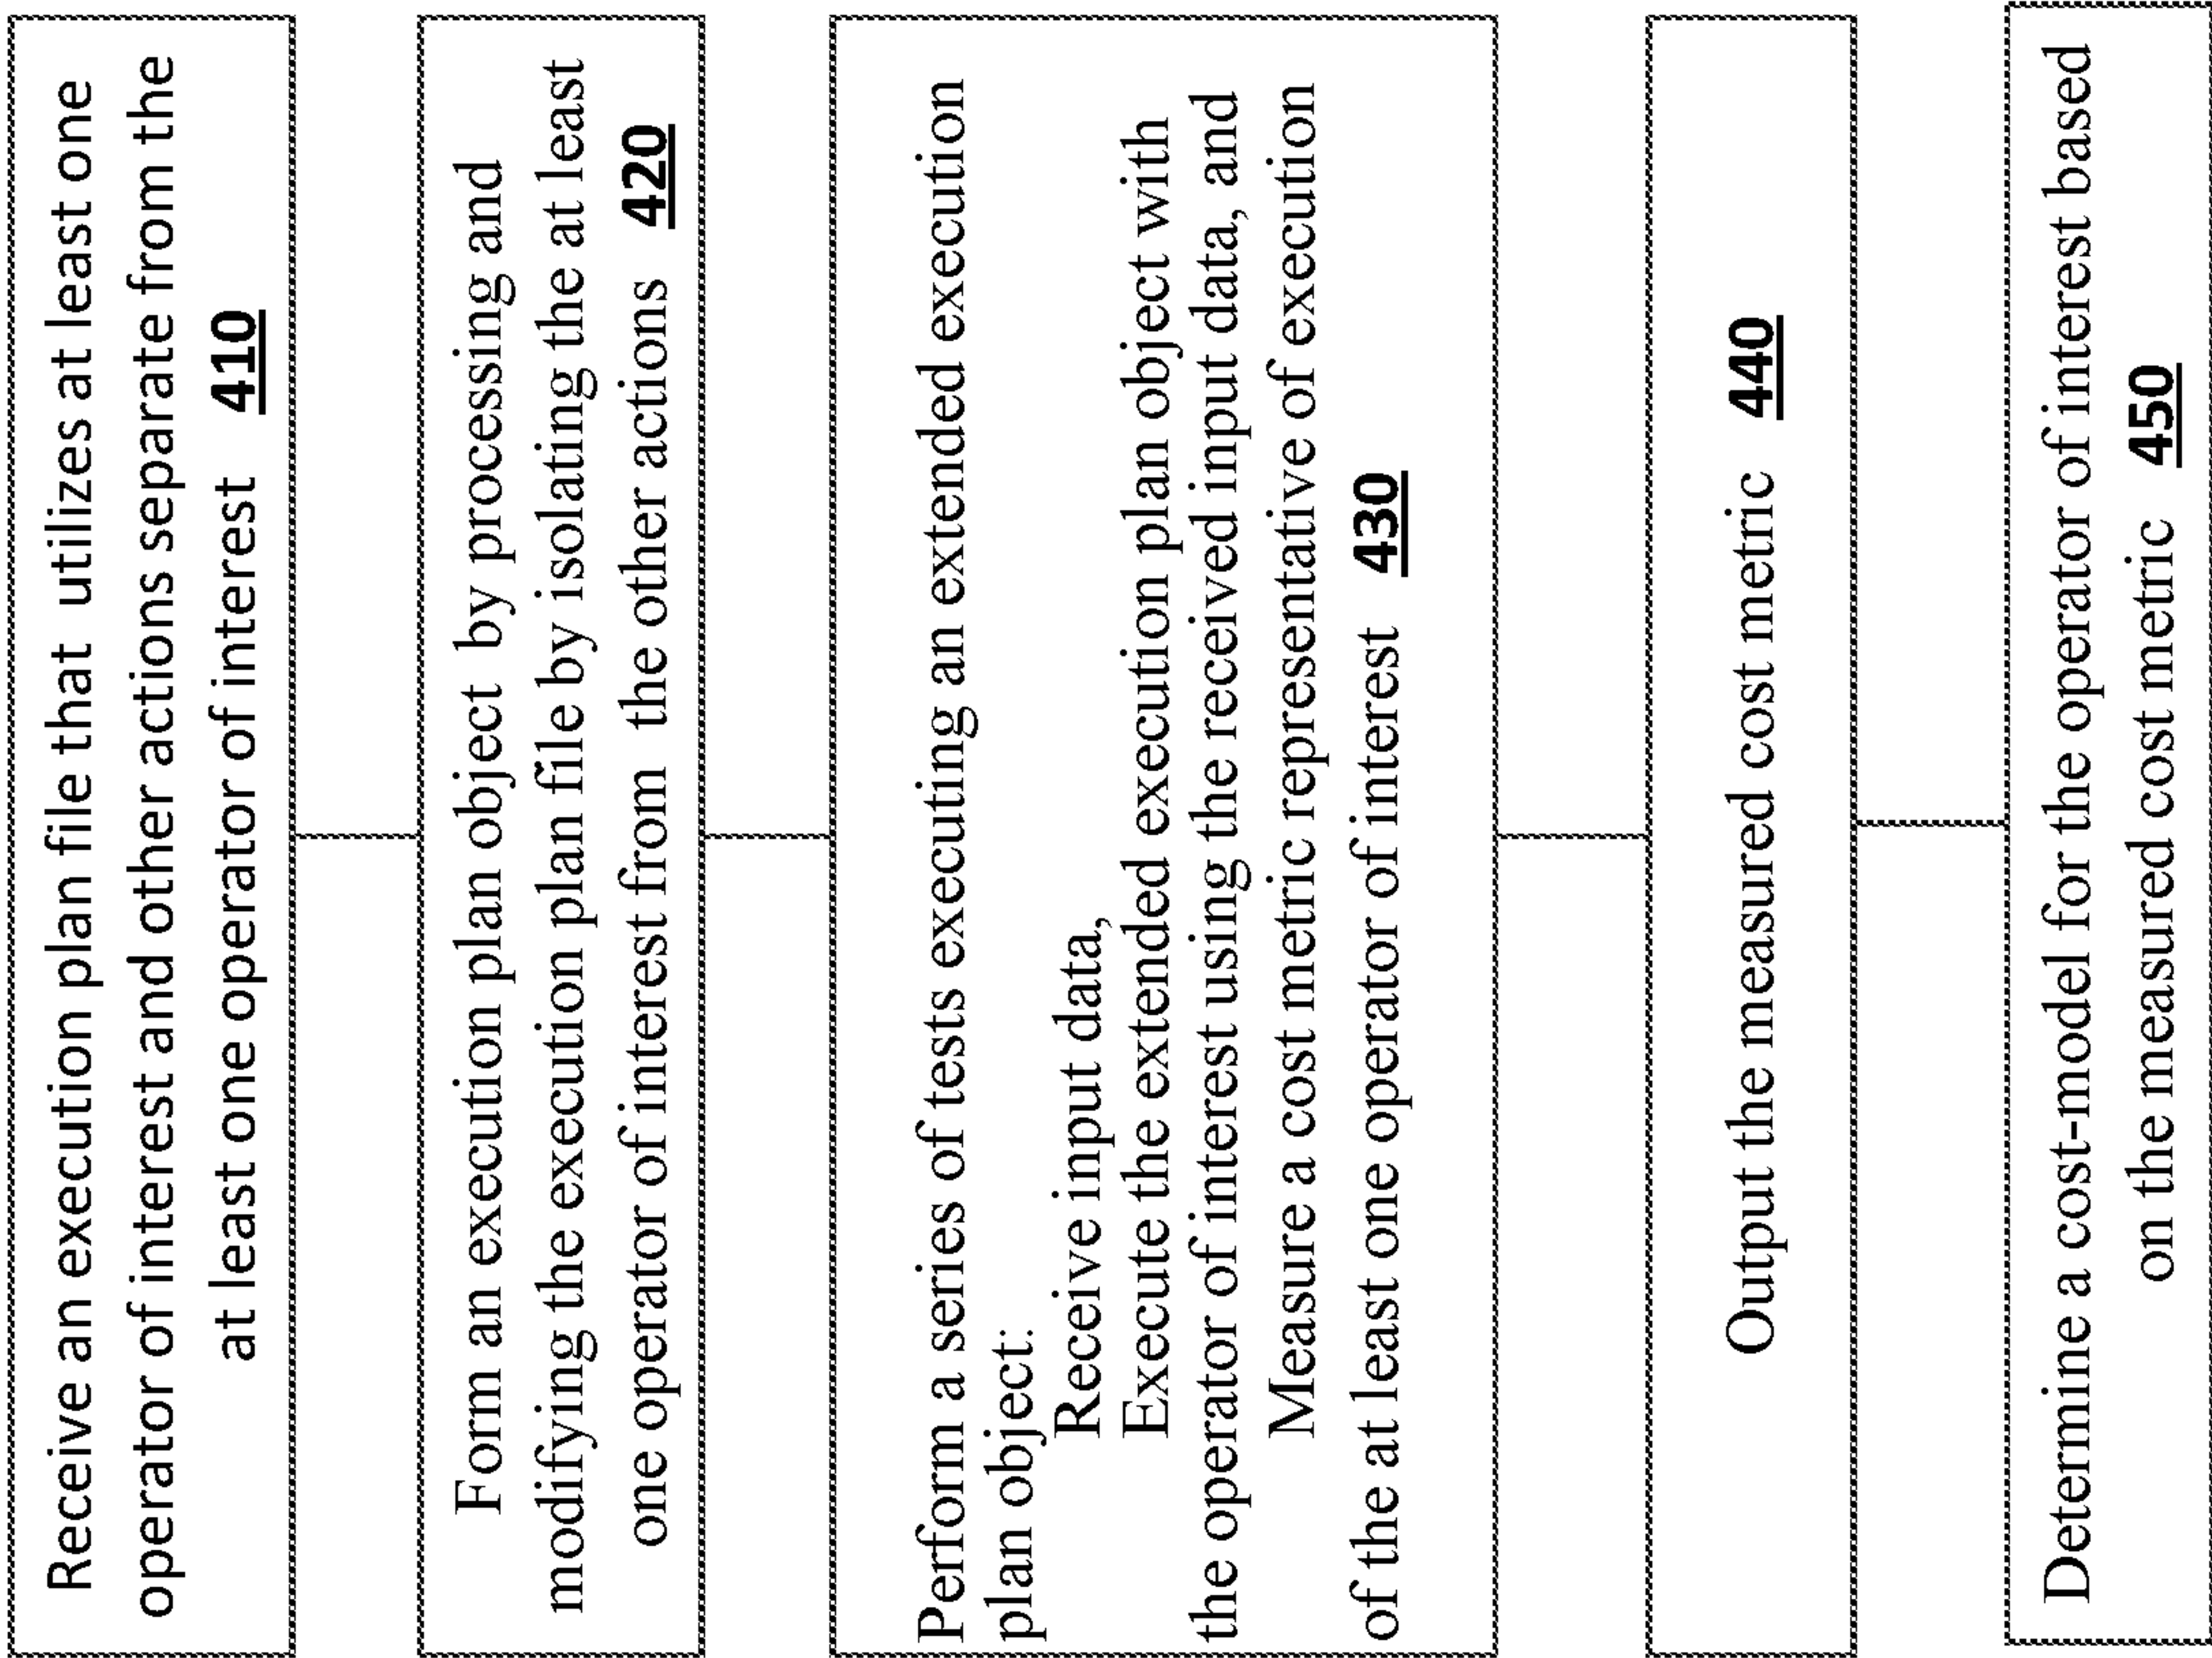 Receive an execution plan file that utilizes at least one
operator of interest and other actions separate from the
at least one operator of interest 410
Form an execution plan object by processing and
modifying the execution plan file by isolating the at least
one operator of interest from the other actions 420
Perform a series of tests executing an extended execution
plan object:
Receive input data,
Execute the extended execution plan object with
the operator of interest using the received input data, and
Measure a cost metric representative of execution
of the at least one operator of interest 430
Output the measured cost metric 440
Determine a cost-model for the operator of interest based
on the measured cost metric 450